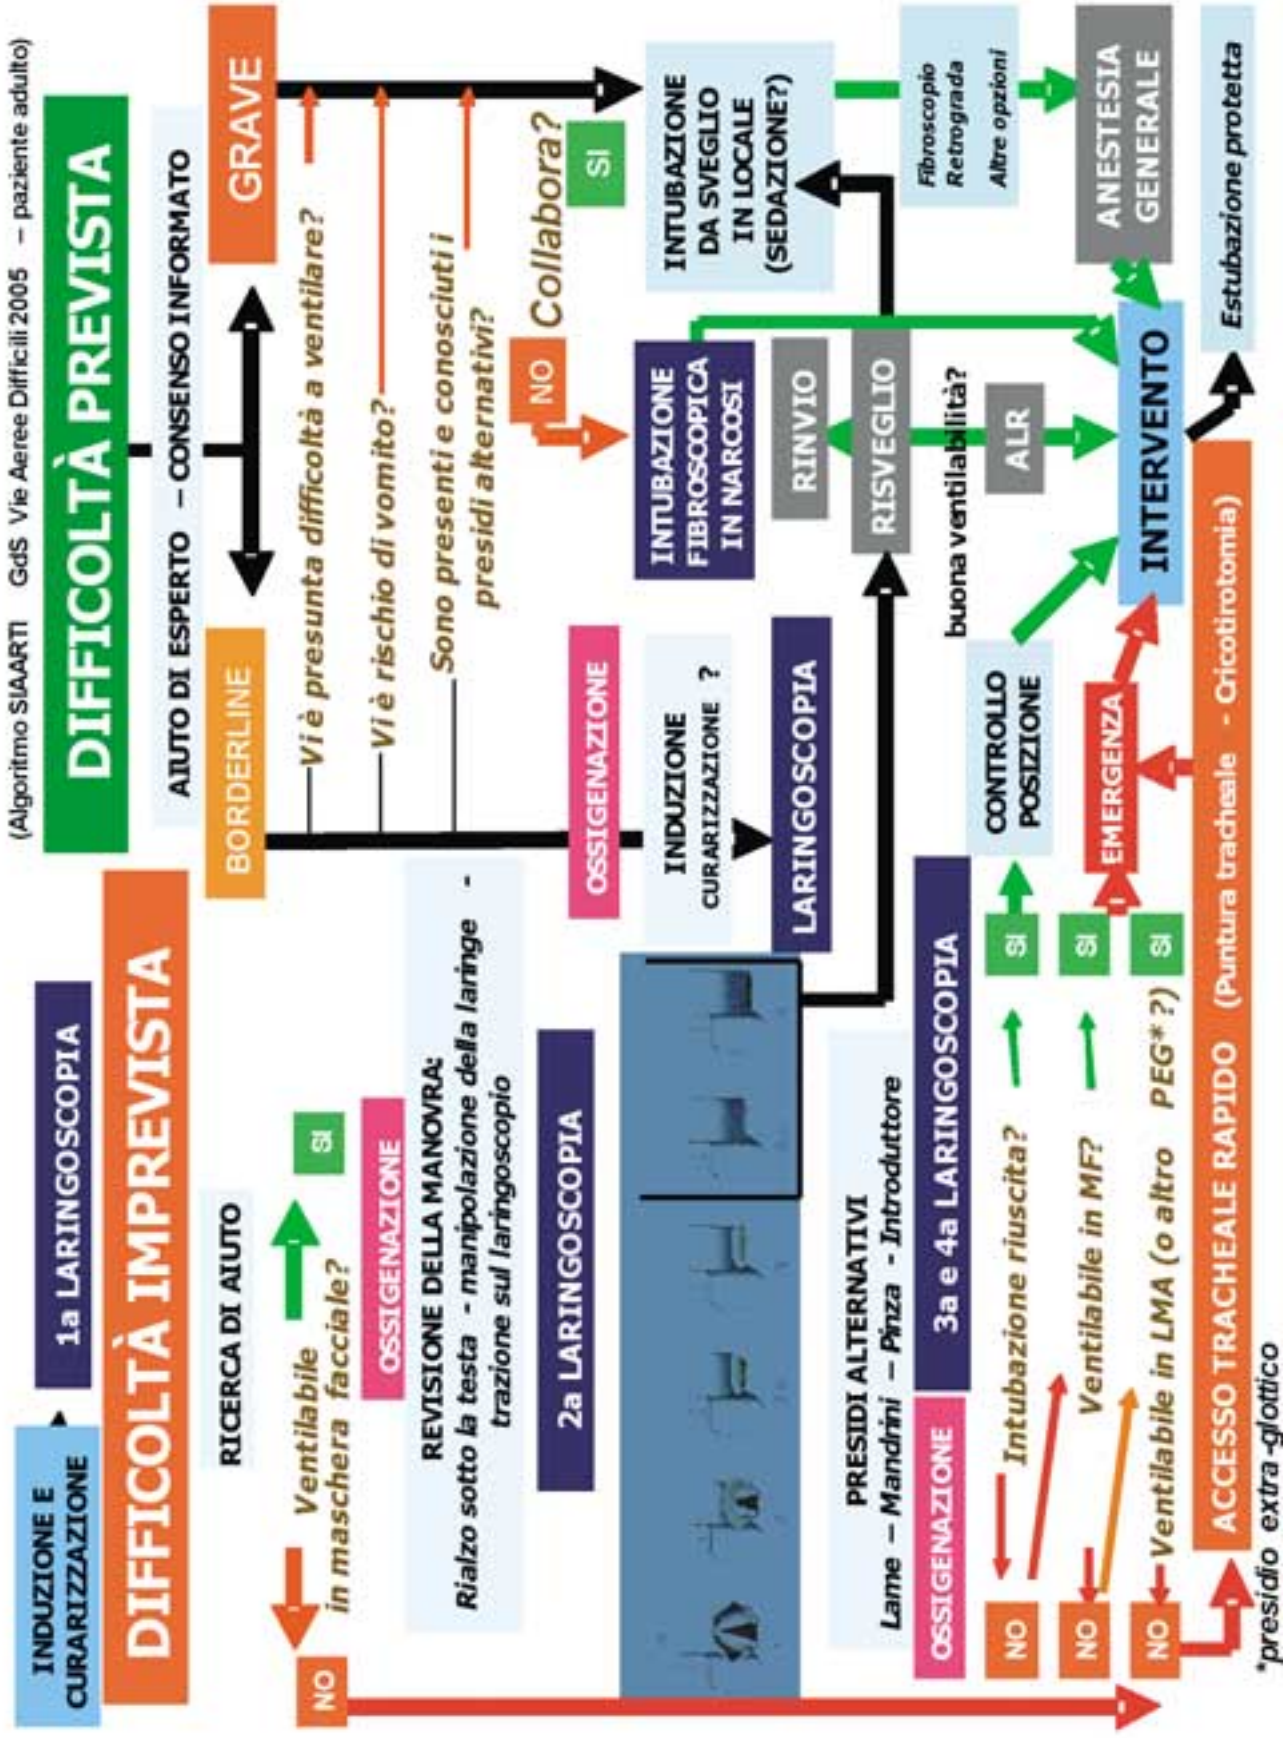 (Algoritmo SIAARTI GdS Vie Aeree Difficili 2005 – paziente adulto)
INDUZIONE E
CURARIZZAZIONE
1a LARINGOSCOPIA
DIFFICOLTÀ IMPREVISTA
RICERCA DI AIUTO
Ventilabile
in maschera facciale?
NO
SI
OSSIGENAZIONE
REVISIONE DELLA MANOVRA:
Rialzo sotto la testa - manipolazione della laringe -
trazione sul laringoscopio
2a LARINGOSCOPIA
PRESIDI ALTERNATIVI
Lame – Mandrini – Pinza - Introduttore
OSSIGENAZIONE
3a e 4a LARINGOSCOPIA
NO
Intubazione riuscita?
SI
NO
Ventilabile in MF?
SI
NO
Ventilabile in LMA (o altro PEG*?)
SI
ACCESSO TRACHEALE RAPIDO (Puntura tracheale - Cricotirotomia)
*presidio extra-glottico
DIFFICOLTÀ PREVISTA
AIUTO DI ESPERTO – CONSENSO INFORMATO
BORDERLINE
GRAVE
Vi è presunta difficoltà a ventilare?
Vi è rischio di vomito?
Sono presenti e conosciuti i
presidi alternativi?
Collabora?
NO
SI
OSSIGENAZIONE
INDUZIONE
CURARIZZAZIONE ?
LARINGOSCOPIA
INTUBAZIONE
FIBROSCOPICA
IN NARCOSI
INTUBAZIONE
DA SVEGLIO
IN LOCALE
(SEDAZIONE?)
RINVIO
RISVEGLIO
buona ventilabilità?
ALR
Fibroscopio
Retrograda
Altre opzioni
CONTROLLO
POSIZIONE
EMERGENZA
ANESTESIA
GENERALE
INTERVENTO
Estubazione protetta